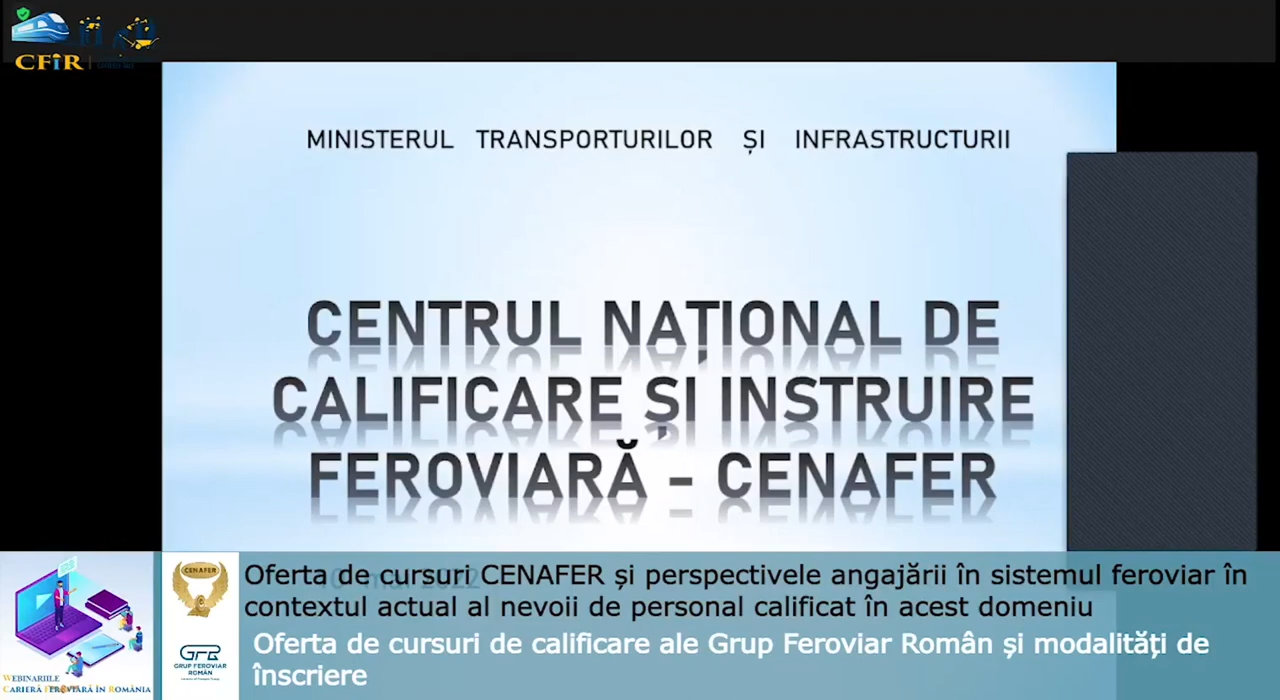 CFIR
MINISTERUL TRANSPORTURILOR ȘI INFRASTRUCTURII
CENTRUL NAȚIONAL DE
CALIFICARE ȘI INSTRUIRE
FEROVIARĂ - CENAFER
CENAFER
Oferta de cursuri CENAFER și perspectivele angajării în sistemul feroviar în
contextul actual al nevoii de personal calificat în acest domeniu
GFR
GRUP FEROVIAR
ROMÂN
Oferta de cursuri de calificare ale Grup Feroviar Român și modalități de
înscriere
WEBINARIILE
CARIERĂ FEROVIARĂ ÎN ROMÂNIA